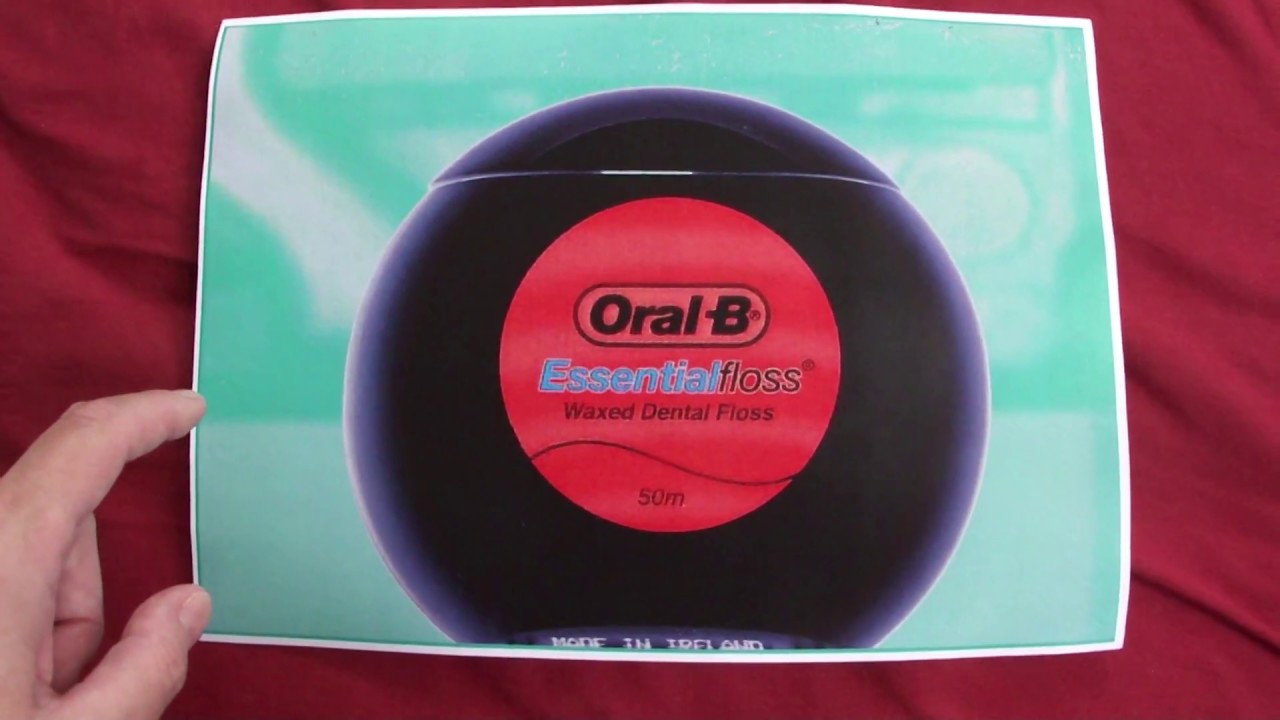 Oral-B®
Essentialfloss®
Waxed Dental Floss
50m
MADE IN IRELAND